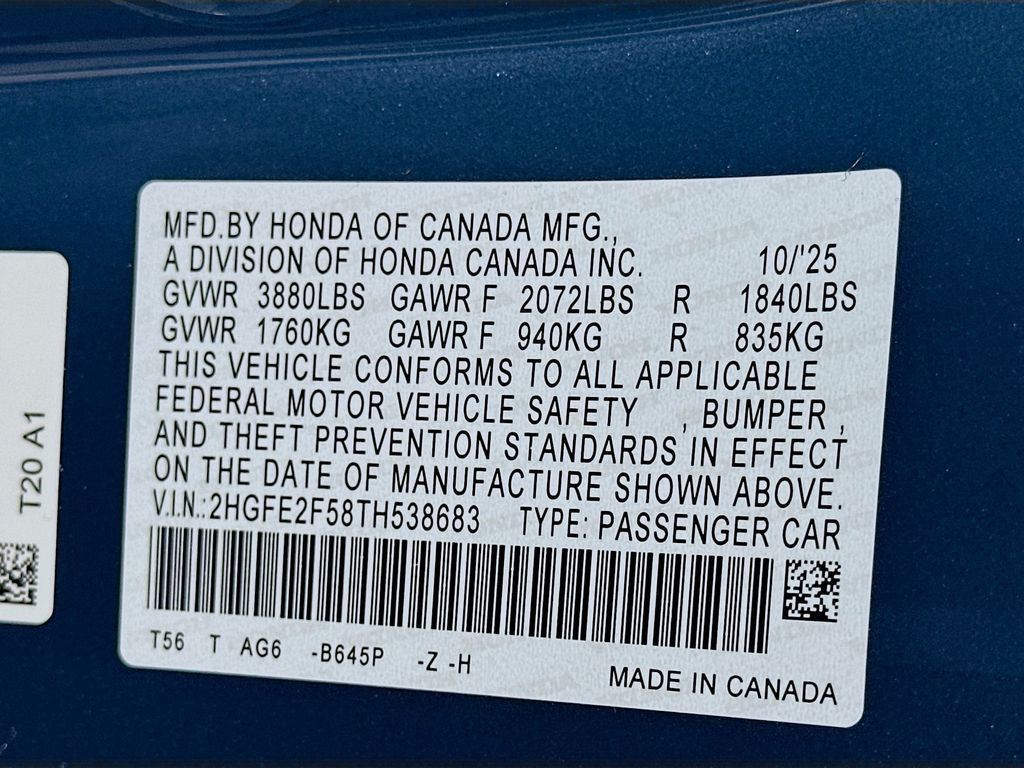 MFD.BY HONDA OF CANADA MFG.,
A DIVISION OF HONDA CANADA INC. 10/'25
GVWR 3880LBS GAWR F 2072LBS R 1840LBS
GVWR 1760KG GAWR F 940KG R 835KG
THIS VEHICLE CONFORMS TO ALL APPLICABLE
FEDERAL MOTOR VEHICLE SAFETY , BUMPER ,
AND THEFT PREVENTION STANDARDS IN EFFECT
ON THE DATE OF MANUFACTURE SHOWN ABOVE.
V.I.N.:2HGFE2F58TH538683 TYPE: PASSENGER CAR
T56 T AG6 -B645P -Z -H
MADE IN CANADA
T20 A1